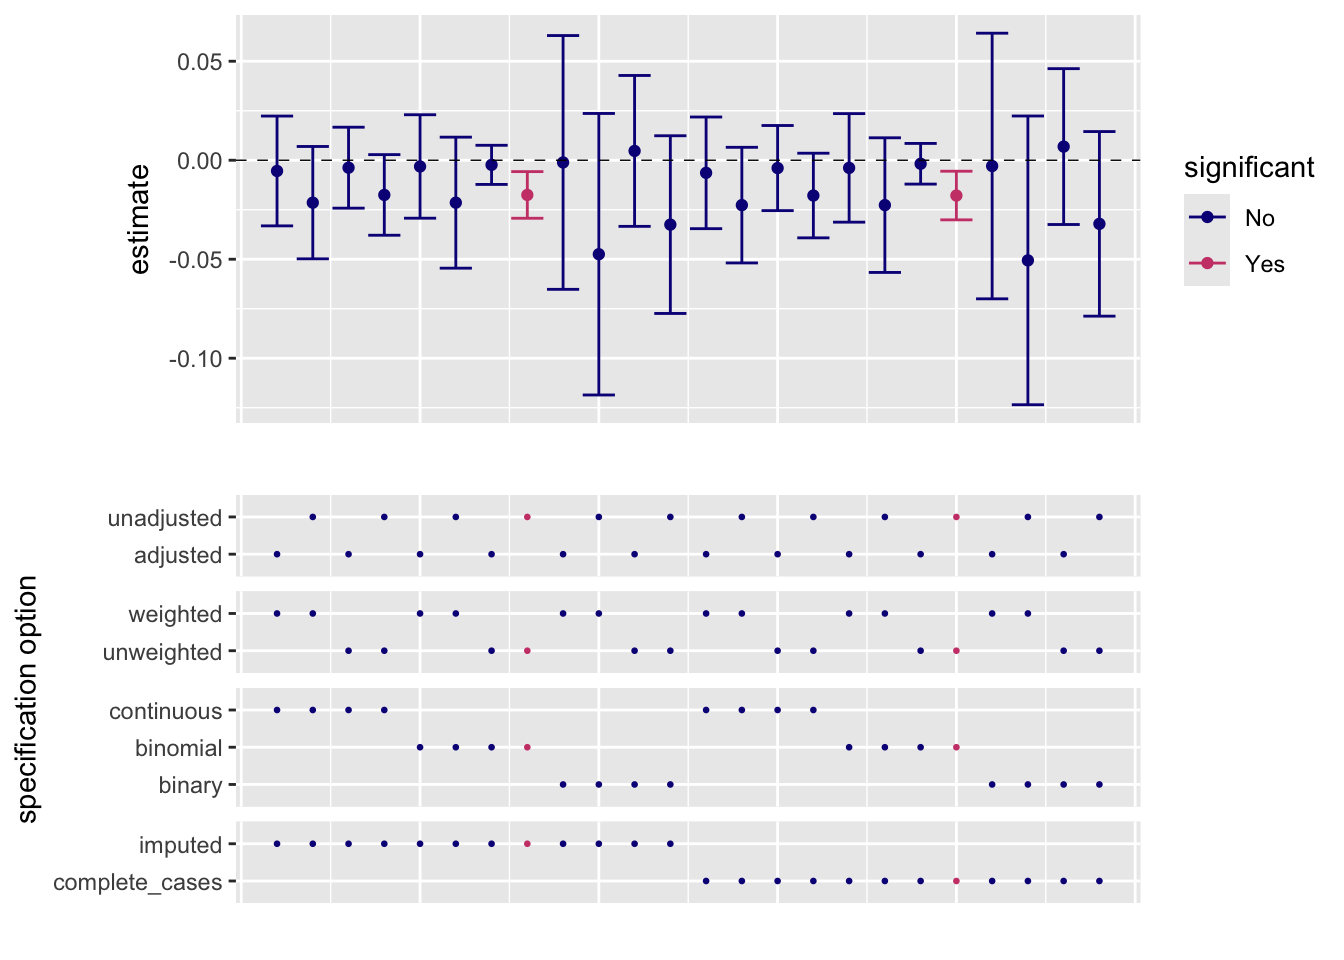 0.05
0.00
-0.05
-0.10
estimate
significant
No
Yes
unadjusted
adjusted
weighted
unweighted
continuous
binomial
binary
imputed
complete_cases
specification option